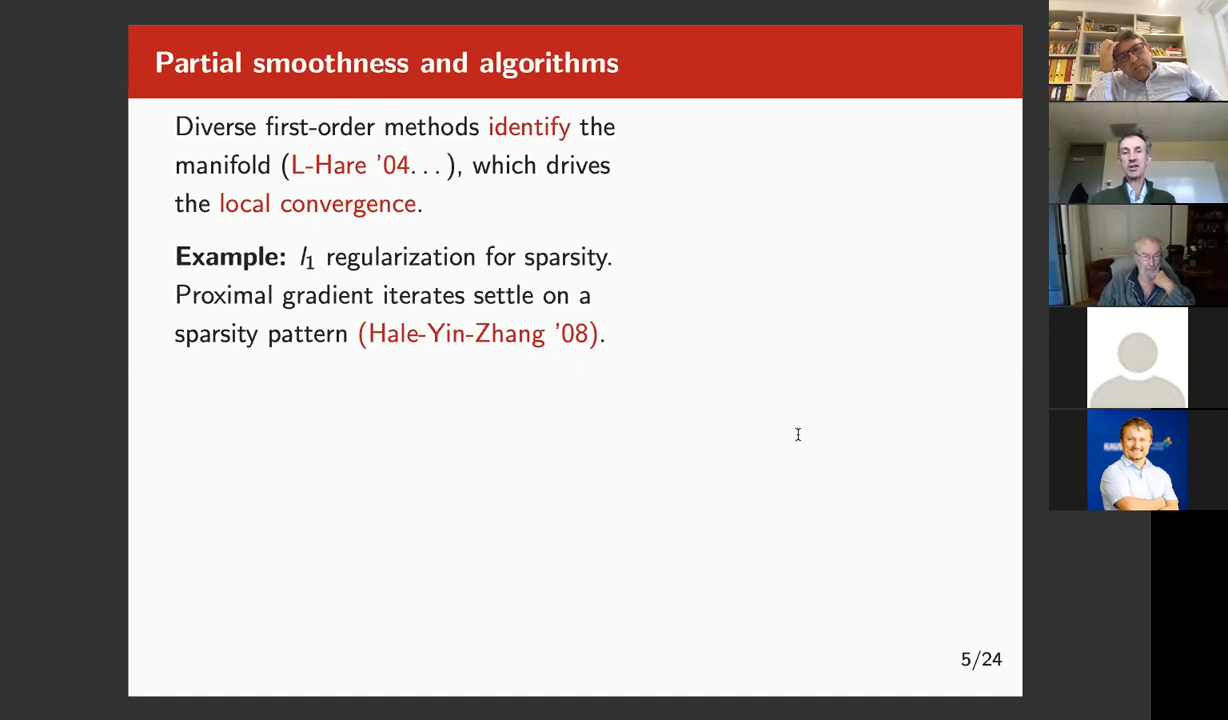 Partial smoothness and algorithms
Diverse first-order methods identify the
manifold (L-Hare '04...), which drives
the local convergence.
Example: l₁ regularization for sparsity.
Proximal gradient iterates settle on a
sparsity pattern (Hale-Yin-Zhang '08).
5/24